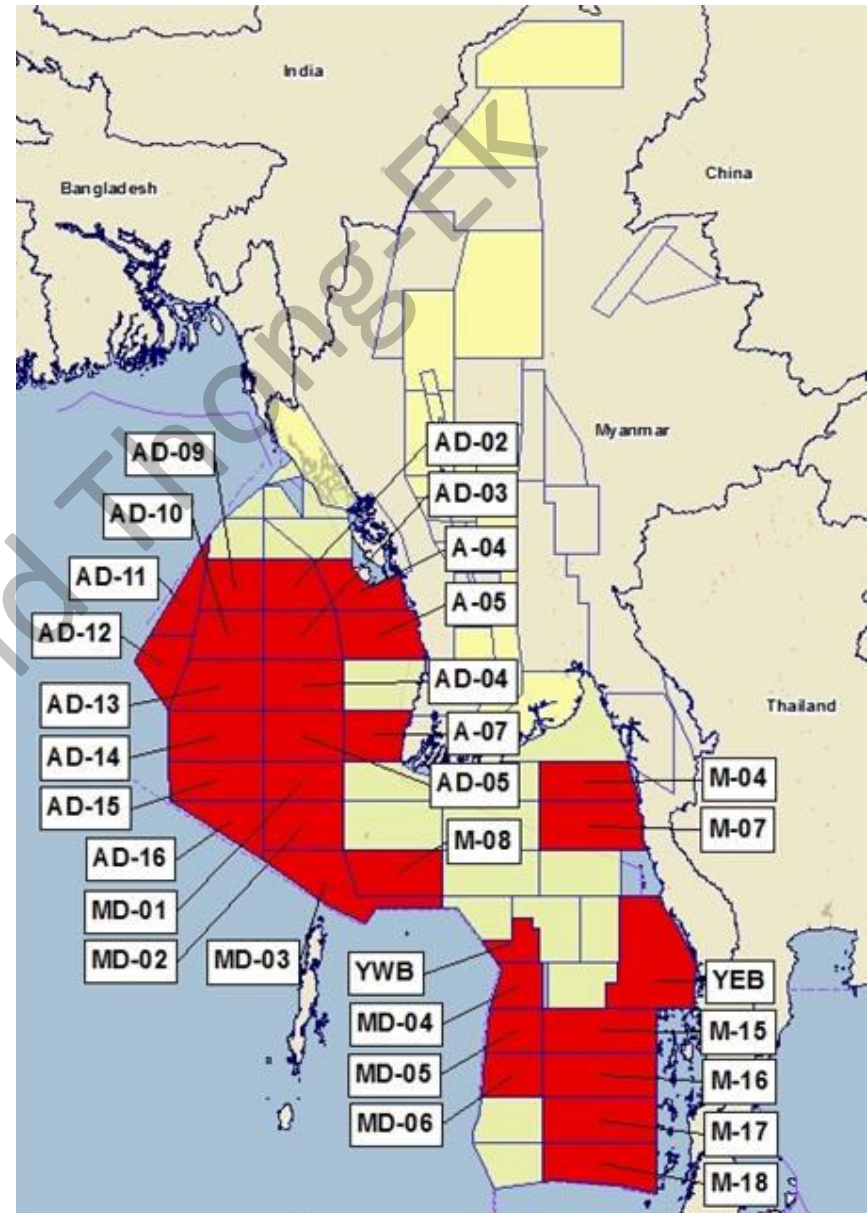 India
China
Bangladesh
Myanmar
Thailand
AD-09
AD-10
AD-11
AD-12
AD-13
AD-14
AD-15
AD-16
MD-01
MD-02
MD-03
AD-02
AD-03
A-04
A-05
AD-04
A-07
AD-05
M-08
M-04
M-07
YWB
MD-04
MD-05
MD-06
YEB
M-15
M-16
M-17
M-18
d Thong-Ek